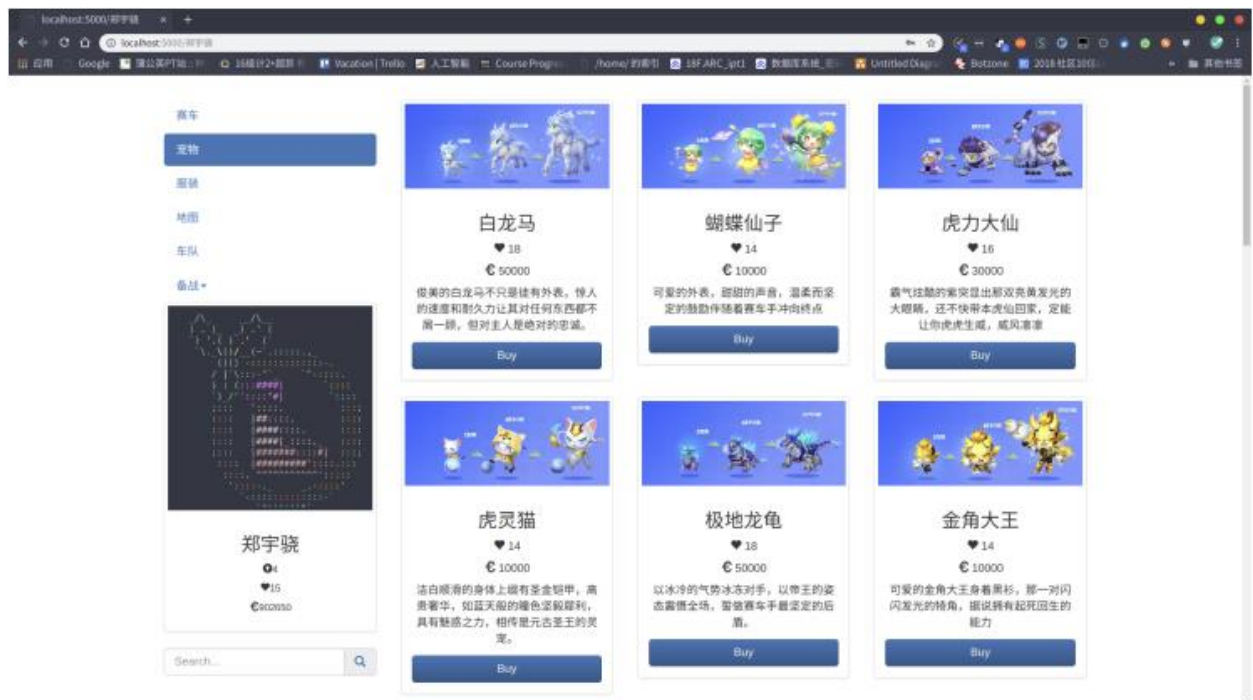 localhost:5000/郑宇骁
localhost:5000/郑宇骁
应用
Google
Vacation | Trello
人工智能
Course Progres
/home/ 的索引
18F.ARC_ipt1
Untitled Diagr
Botzone
其他书签
赛车
宠物
服装
地图
车队
备战
郑宇骁
4
15
€902050
Search...
白龙马
18
€ 50000
俊美的白龙马不只是徒有外表，惊人
的速度和耐久力让其对任何东西都不
屑一顾，但对主人是绝对的忠诚。
Buy
蝴蝶仙子
14
€ 10000
可爱的外表，甜甜的声音，温柔而坚
定的鼓励伴随着赛车手冲向终点
Buy
虎力大仙
16
€ 30000
霸气炫酷的紫突显出那双亮黄发光的
大眼睛，还不快带本虎仙回家，定能
让你虎虎生威，威风凛凛
Buy
虎灵猫
14
€ 10000
洁白顺滑的身体上缀有圣金铠甲，高
贵奢华，如蓝天般的瞳色坚毅犀利，
具有魅惑之力，相传是元古圣王的灵
宠。
Buy
极地龙龟
18
€ 50000
以冰冷的气势冰冻对手，以帝王的姿
态震慑全场，誓做赛车手最坚定的后
盾。
Buy
金角大王
14
€ 10000
可爱的金角大王身着黑衫，那一对闪
闪发光的犄角，据说拥有起死回生的
能力
Buy